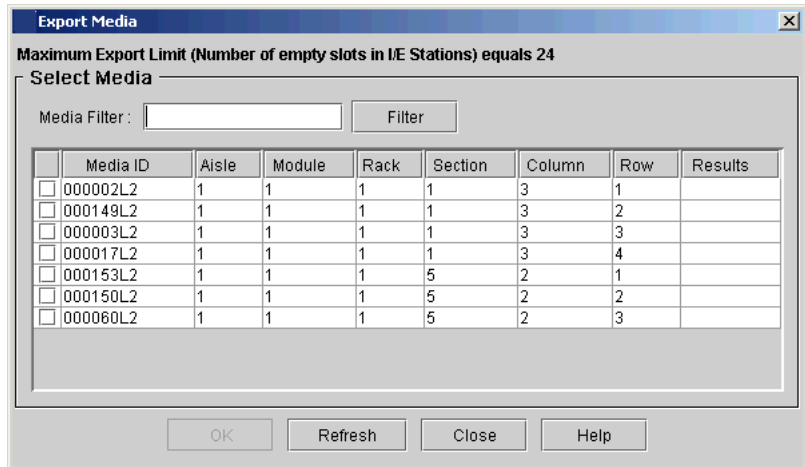 Export Media
Maximum Export Limit (Number of empty slots in I/E Stations) equals 24
Select Media
Media Filter : Filter
Media ID Aisle Module Rack Section Column Row Results
000002L2 1 1 1 1 3 1
000149L2 1 1 1 1 3 2
000003L2 1 1 1 1 3 3
000017L2 1 1 1 1 3 4
000153L2 1 1 1 5 2 1
000150L2 1 1 1 5 2 2
000060L2 1 1 1 5 2 3
OK Refresh Close Help